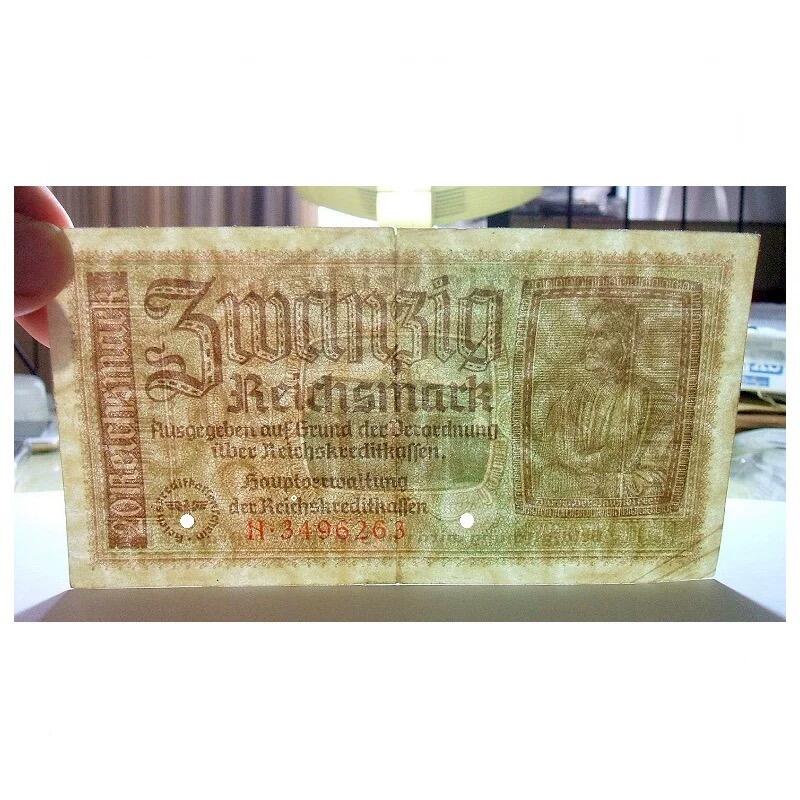 20 Reichsmark
Zwanzig
Reichsmark
Ausgegeben auf Grund der Verordnung
über Reichskreditkassen.
Hauptverwaltung
der Reichskreditkassen
H·3496263